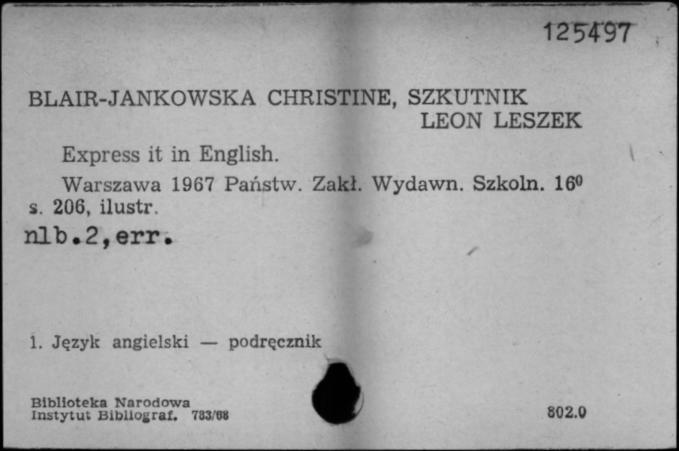 125497
BLAIR-JANKOWSKA CHRISTINE, SZKUTNIK
LEON LESZEK
Express it in English.
Warszawa 1967 Państw. Zakł. Wydawn. Szkoln. 16⁰
s. 206, ilustr.
nlb.2,err.
1. Język angielski — podręcznik
Biblioteka Narodowa
Instytut Bibliograf. 783/68
802.0